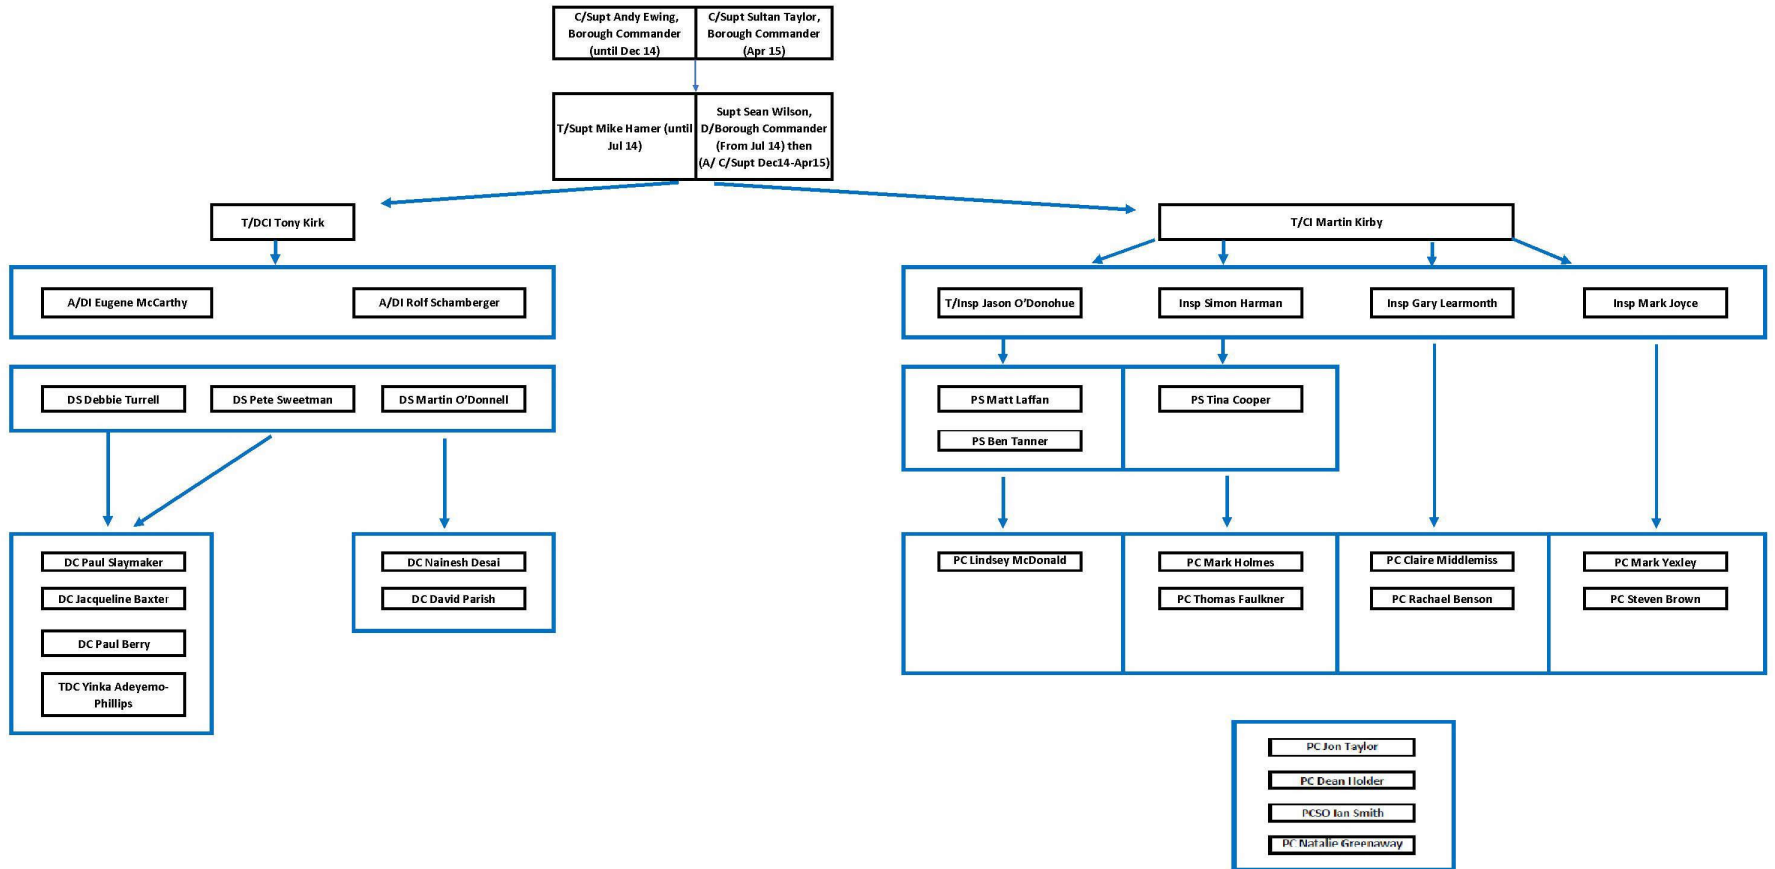 C/Supt Andy Ewing,
Borough Commander
(until Dec 14)
C/Supt Sultan Taylor,
Borough Commander
(Apr 15)
T/Supt Mike Hamer (until
Jul 14)
Supt Sean Wilson,
D/Borough Commander
(From Jul 14) then
(A/ C/Supt Dec14-Apr15)
T/DCI Tony Kirk
T/CI Martin Kirby
A/DI Eugene McCarthy
A/DI Rolf Schamberger
T/Insp Jason O’Donohue
Insp Simon Harman
Insp Gary Learmonth
Insp Mark Joyce
DS Debbie Turrell
DS Pete Sweetman
DS Martin O’Donnell
PS Matt Laffan
PS Tina Cooper
PS Ben Tanner
DC Paul Slaymaker
DC Nainesh Desai
PC Lindsey McDonald
PC Mark Holmes
PC Claire Middlemiss
PC Mark Yexley
DC Jacqueline Baxter
DC David Parish
PC Thomas Faulkner
PC Rachael Benson
PC Steven Brown
DC Paul Berry
TDC Yinka Adeyemo-
Phillips
PC Jon Taylor
PC Dean Holder
PCSO Ian Smith
PC Natalie Greenaway